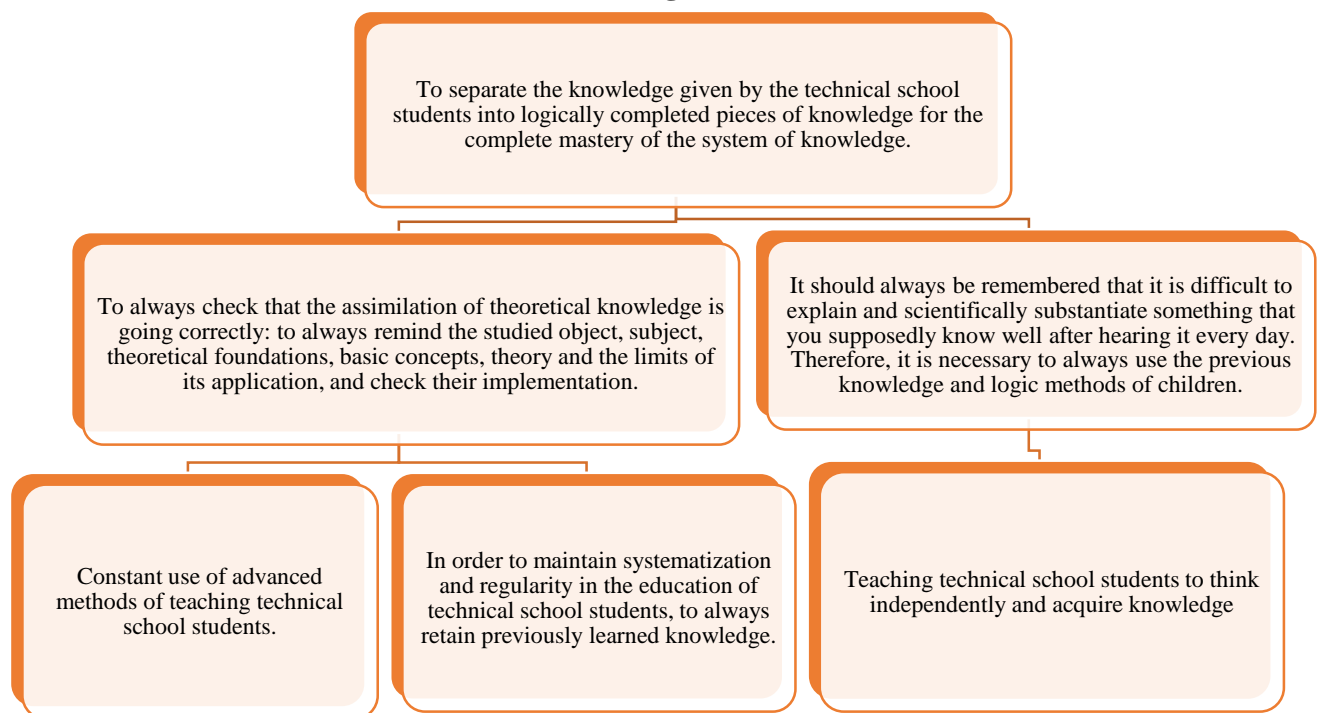 To separate the knowledge given by the technical school
students into logically completed pieces of knowledge for the
complete mastery of the system of knowledge.
To always check that the assimilation of theoretical knowledge is
going correctly: to always remind the studied object, subject,
theoretical foundations, basic concepts, theory and the limits of
its application, and check their implementation.
It should always be remembered that it is difficult to
explain and scientifically substantiate something that
you supposedly know well after hearing it every day.
Therefore, it is necessary to always use the previous
knowledge and logic methods of children.
Constant use of advanced
methods of teaching technical
school students.
In order to maintain systematization
and regularity in the education of
technical school students, to always
retain previously learned knowledge.
Teaching technical school students to think
independently and acquire knowledge